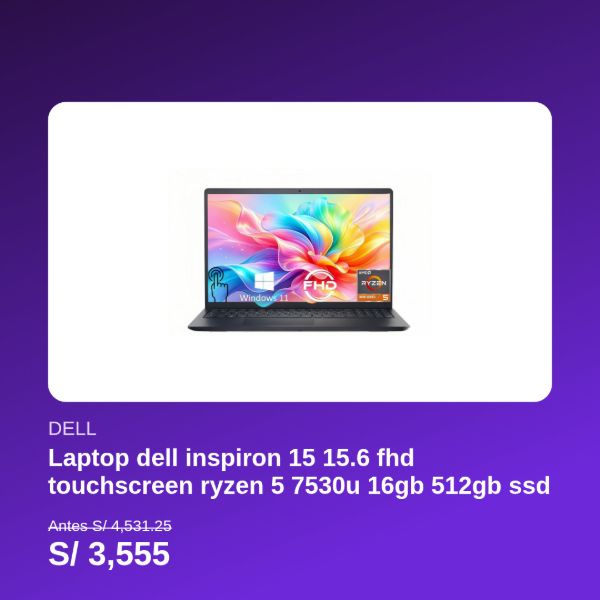 Windows 11
FHD
AMD
RYZEN
5
DELL
Laptop dell inspiron 15 15.6 fhd
touchscreen ryzen 5 7530u 16gb 512gb ssd
Antes S/ 4,531.25
S/ 3,555